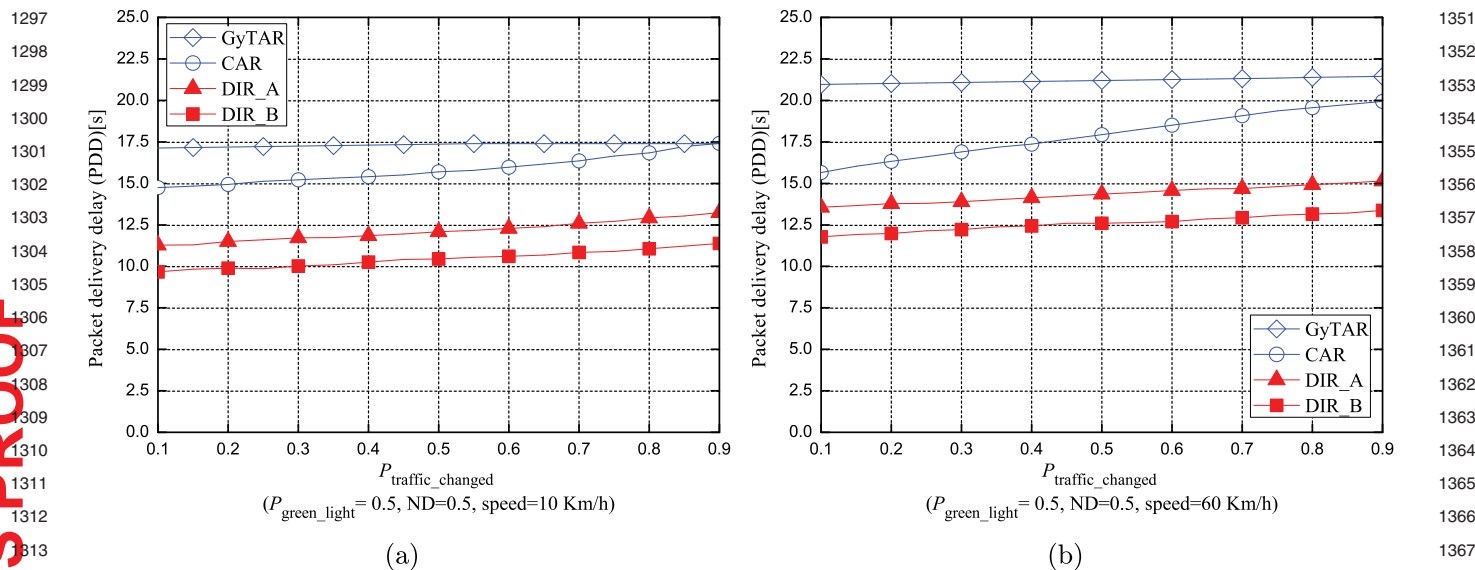 1297
1298
1299
1300
1301
1302
1303
1304
1305
1306
1307
1308
1309
1310
1311
1312
1313
S PROOF
Packet delivery delay (PDD)[s]
25.0
22.5
20.0
17.5
15.0
12.5
10.0
7.5
5.0
2.5
0.0
GyTAR
CAR
DIR_A
DIR_B
0.1 0.2 0.3 0.4 0.5 0.6 0.7 0.8 0.9
P traffic_changed
(P green_light= 0.5, ND=0.5, speed=10 Km/h)
(a)
Packet delivery delay (PDD)[s]
25.0
22.5
20.0
17.5
15.0
12.5
10.0
7.5
5.0
2.5
0.0
GyTAR
CAR
DIR_A
DIR_B
0.1 0.2 0.3 0.4 0.5 0.6 0.7 0.8 0.9
P traffic_changed
(P green_light= 0.5, ND=0.5, speed=60 Km/h)
(b)
1351
1352
1353
1354
1355
1356
1357
1358
1359
1360
1361
1362
1363
1364
1365
1366
1367